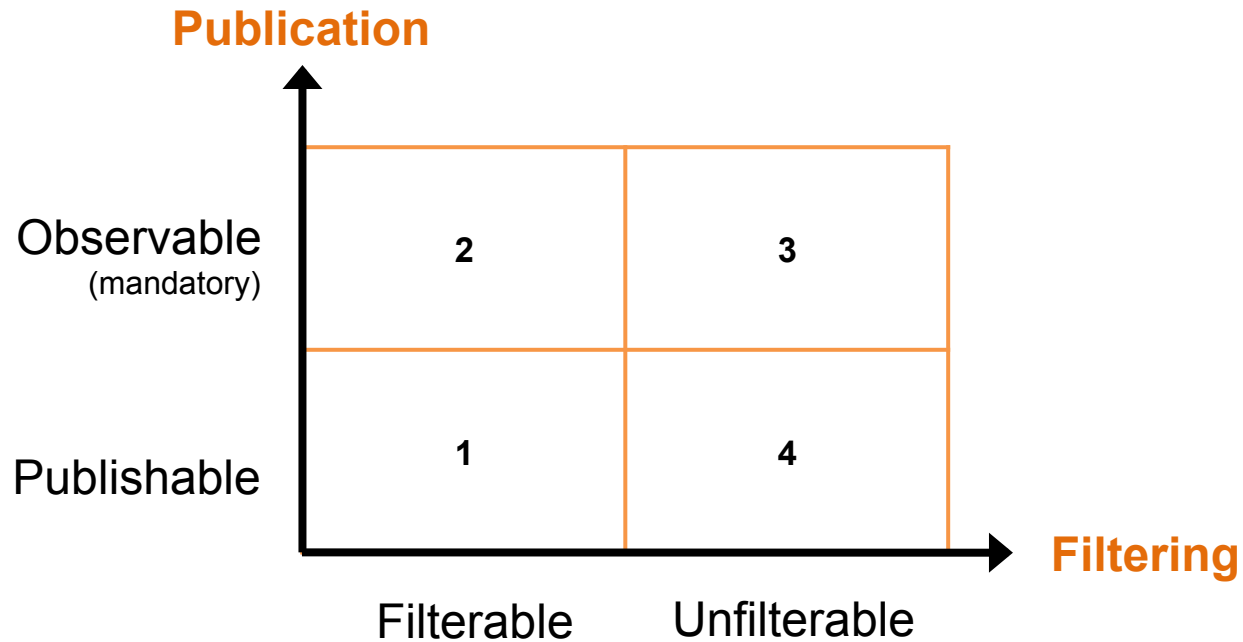 Publication
Observable
(mandatory)
2
3
Publishable
1
4
Filtering
Filterable
Unfilterable